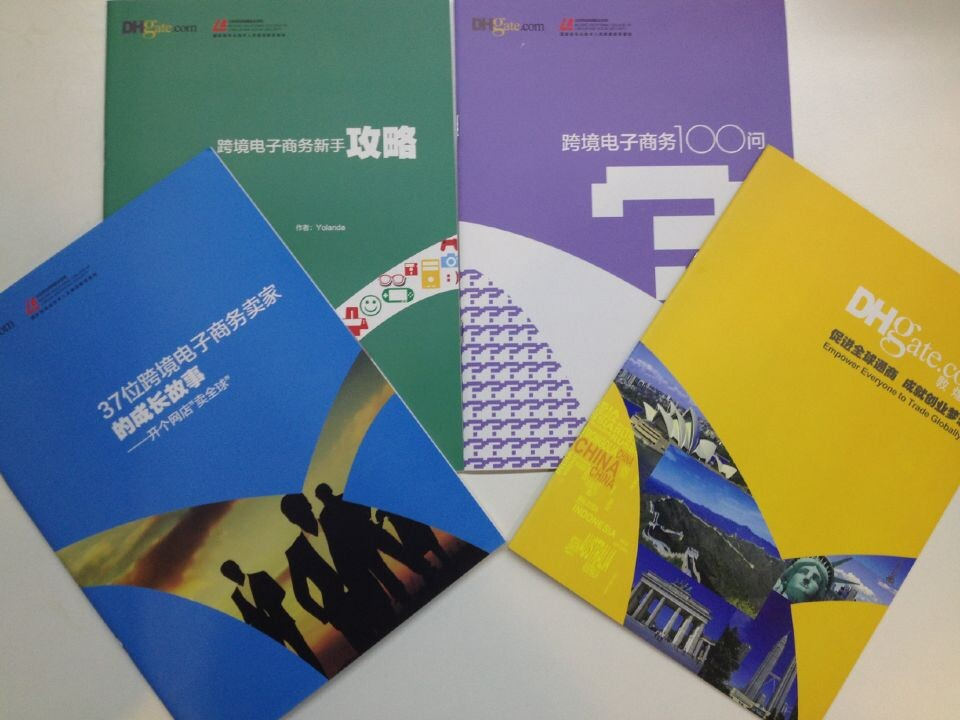 DHgate.com
跨境电子商务新手攻略
作者：Yolanda
DHgate.com
跨境电子商务100问
37位跨境电子商务卖家
的成长故事
——开个网店“卖全球”
DHgate.co
促进全球通商 成就创业梦
Empower Everyone to Trade Globally
CHINA
CHINA
INDONESIA